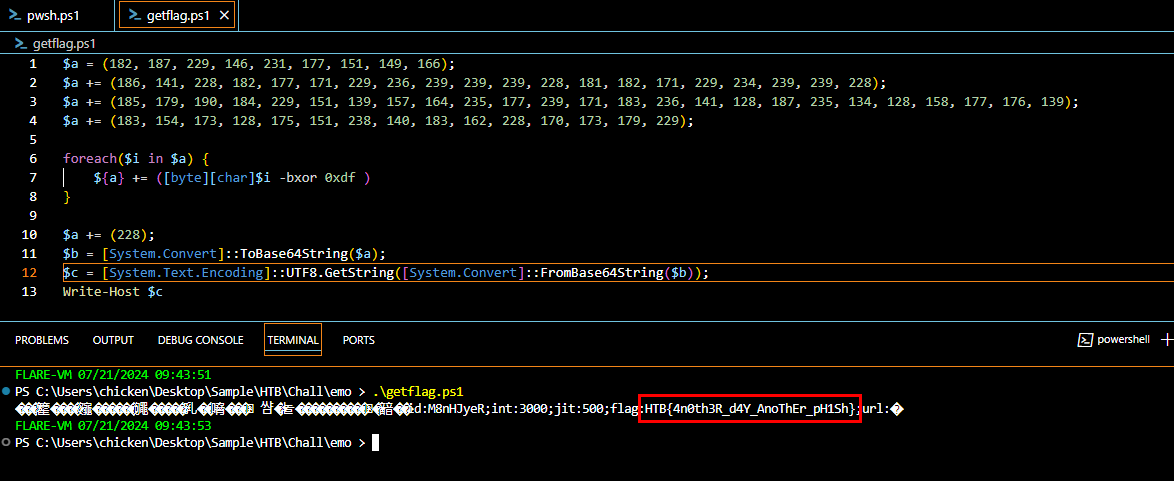 pwsh.ps1
getflag.ps1
getflag.ps1
1 $a = (182, 187, 229, 146, 231, 177, 151, 149, 166);
2 $a += (186, 141, 228, 182, 177, 171, 229, 236, 239, 239, 239, 228, 181, 182, 171, 229, 234, 239, 239, 228);
3 $a += (185, 179, 190, 184, 229, 151, 139, 157, 164, 235, 177, 239, 171, 183, 236, 141, 128, 187, 235, 134, 128, 158, 177, 176, 139);
4 $a += (183, 154, 173, 128, 175, 151, 238, 140, 183, 162, 228, 170, 173, 179, 229);
5
6 foreach($i in $a) {
7 ${a} += ([byte][char]$i -bxor 0xdf )
8 }
9
10 $a += (228);
11 $b = [System.Convert]::ToBase64String($a);
12 $c = [System.Text.Encoding]::UTF8.GetString([System.Convert]::FromBase64String($b));
13 Write-Host $c
PROBLEMS OUTPUT DEBUG CONSOLE TERMINAL PORTS powershell
FLARE-VM 07/21/2024 09:43:51
PS C:\Users\chicken\Desktop\Sample\HTB\Chall\emo > .\getflag.ps1
id:M8nHJyeR;int:3000;jit:500;flag:HTB{4n0th3R_d4Y_AnoThEr_pH1Sh};url:�
FLARE-VM 07/21/2024 09:43:53
PS C:\Users\chicken\Desktop\Sample\HTB\Chall\emo >